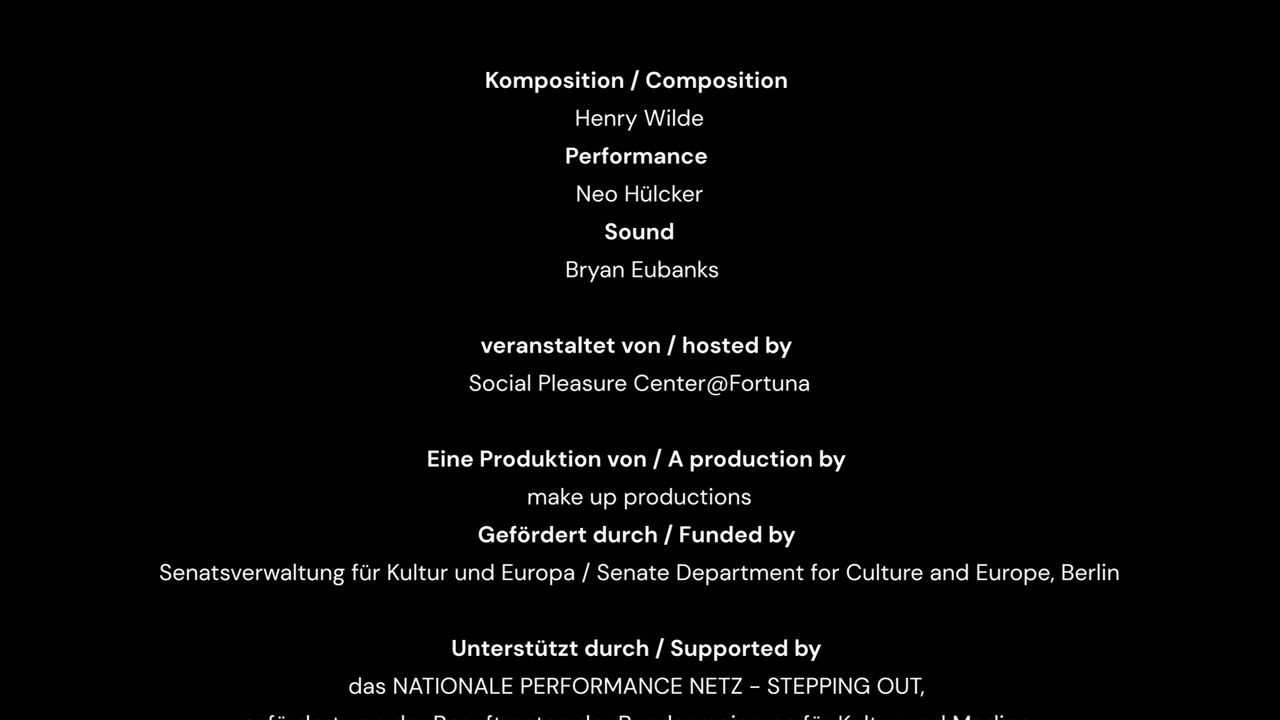 Komposition / Composition
Henry Wilde
Performance
Neo Hülcker
Sound
Bryan Eubanks
veranstaltet von / hosted by
Social Pleasure Center@Fortuna
Eine Produktion von / A production by
make up productions
Gefördert durch / Funded by
Senatsverwaltung für Kultur und Europa / Senate Department for Culture and Europe, Berlin
Unterstützt durch / Supported by
das NATIONALE PERFORMANCE NETZ - STEPPING OUT,